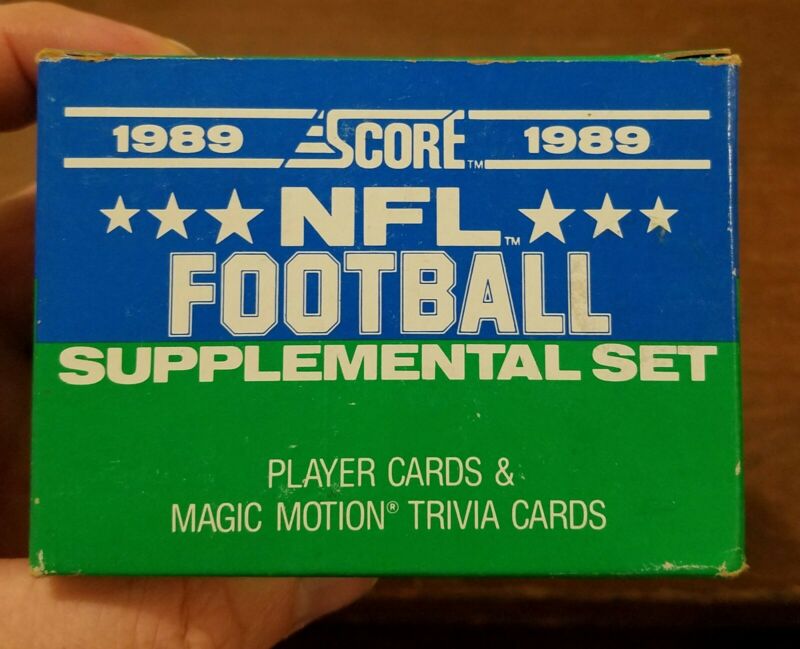 1989 SCORE™ 1989
NFL™
FOOTBALL
SUPPLEMENTAL SET
PLAYER CARDS &
MAGIC MOTION® TRIVIA CARDS